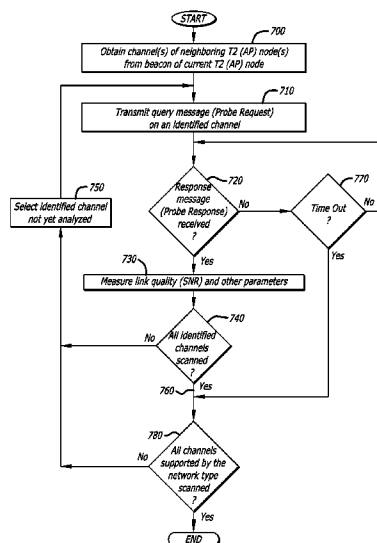 START
700
Obtain channel(s) of neighboring T2 (AP) node(s)
from beacon of current T2 (AP) node
710
Transmit query message (Probe Request)
on an identified channel
750
Select identified channel
not yet analyzed
720
Response
message
(Probe Response)
received
?
No
770
Time Out
?
No
Yes
Yes
730
Measure link quality (SNR) and other parameters
740
All identified
channels
scanned
?
No
760
Yes
780
All channels
supported by the
network type
scanned
?
No
Yes
END